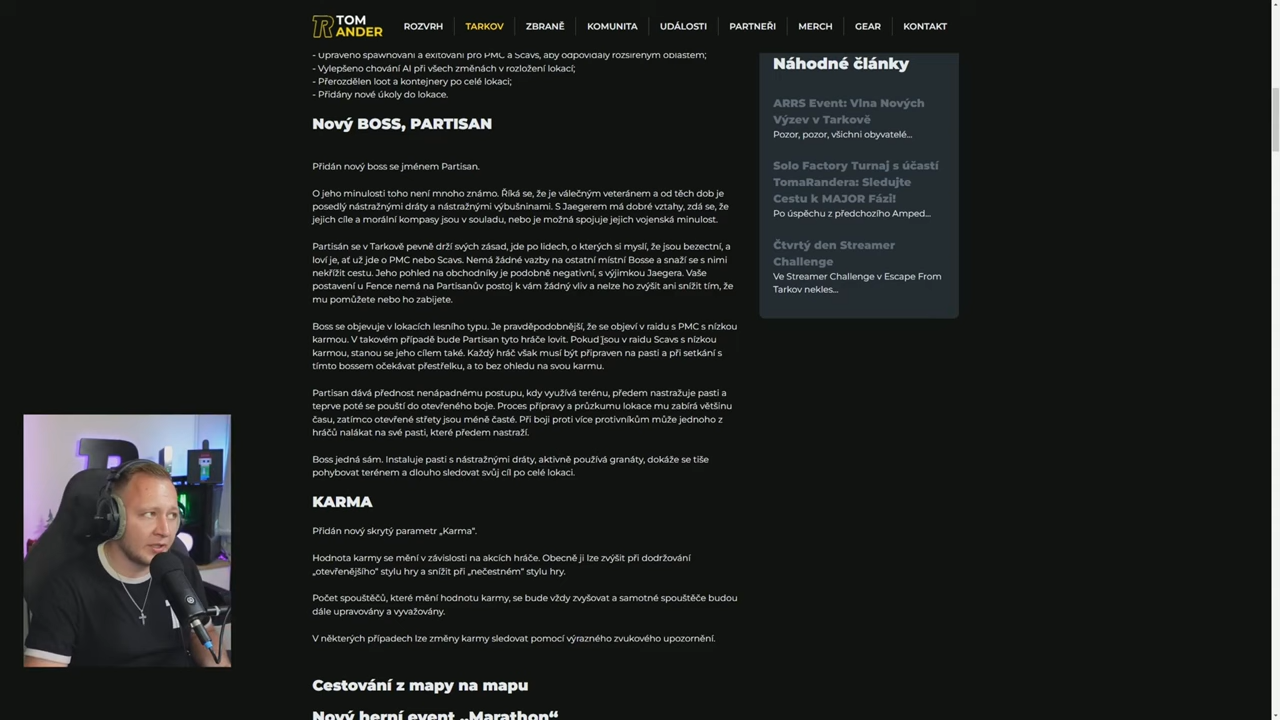 TOM
RANDER
ROZVRH
TARKOV
ZBRANĚ
KOMUNITA
UDÁLOSTI
PARTNEŘI
MERCH
GEAR
KONTAKT
- Upraveno spawnování a exitování pro PMC a Scavs, aby odpovídaly rozšířeným oblastem;
- Vylepšeno chování AI při všech změnách v rozložení lokací;
- Přerozdělen loot a kontejnery po celé lokaci;
- Přidány nové úkoly do lokace.
Nový BOSS, PARTISAN
Přidán nový boss se jménem Partisan.
O jeho minulosti toho není mnoho známo. Říká se, že je válečným veteránem a od těch dob je
posedlý nástražnými dráty a nástražnými výbušninami. S Jaegerem má dobré vztahy, zdá se, že
jejich cíle a morální kompasy jsou v souladu, nebo je možná spojuje jejich vojenská minulost.
Partisán se v Tarkově pevně drží svých zásad, jde po lidech, o kterých si myslí, že jsou bezectní, a
loví je, ať už jde o PMC nebo Scavs. Nemá žádné vazby na ostatní místní Bosse a snaží se s nimi
nekřížit cestu. Jeho pohled na obchodníky je podobně negativní, s výjimkou Jaegera. Vaše
postavení u Fence nemá na Partisanův postoj k vám žádný vliv a nelze ho zvýšit ani snížit tím, že
mu pomůžete nebo ho zabijete.
Boss se objevuje v lokacích lesního typu. Je pravděpodobnější, že se objeví v raidu s PMC s nízkou
karmou. V takovém případě bude Partisan tyto hráče lovit. Pokud jsou v raidu Scavs s nízkou
karmou, stanou se jeho cílem také. Každý hráč však musí být připraven na pasti a při setkání s
tímto bossem očekávat přestřelku, a to bez ohledu na svou karmu.
Partisan dává přednost nenápadnému postupu, kdy využívá terénu, předem nastražuje pasti a
teprve poté se pouští do otevřeného boje. Proces přípravy a průzkumu lokace mu zabírá většinu
času, zatímco otevřené střety jsou méně časté. Při boji proti více protivníkům může jednoho z
hráčů nalákat na své pasti, které předem nastraží.
Boss jedná sám. Instaluje pasti s nástražnými dráty, aktivně používá granáty, dokáže se tiše
pohybovat terénem a dlouho sledovat svůj cíl po celé lokaci.
KARMA
Přidán nový skrytý parametr „Karma“.
Hodnota karmy se mění v závislosti na akcích hráče. Obecně ji lze zvýšit při dodržování
„otevřenějšího“ stylu hry a snížit při „nečestném“ stylu hry.
Počet spouštěčů, které mění hodnotu karmy, se bude vždy zvyšovat a samotné spouštěče budou
dále upravovány a vyvažovány.
V některých případech lze změny karmy sledovat pomocí výrazného zvukového upozornění.
Cestování z mapy na mapu
Nový herní event „Marathon“
Náhodné články
ARRS Event: Vlna Nových
Výzev v Tarkově
Pozor, pozor, všichni obyvatelé...
Solo Factory Turnaj s účastí
TomaRandera: Sledujte
Cestu k MAJOR Fázi!
Po úspěchu z předchozího Amped...
Čtvrtý den Streamer
Challenge
Ve Streamer Challenge v Escape From
Tarkov nekles...